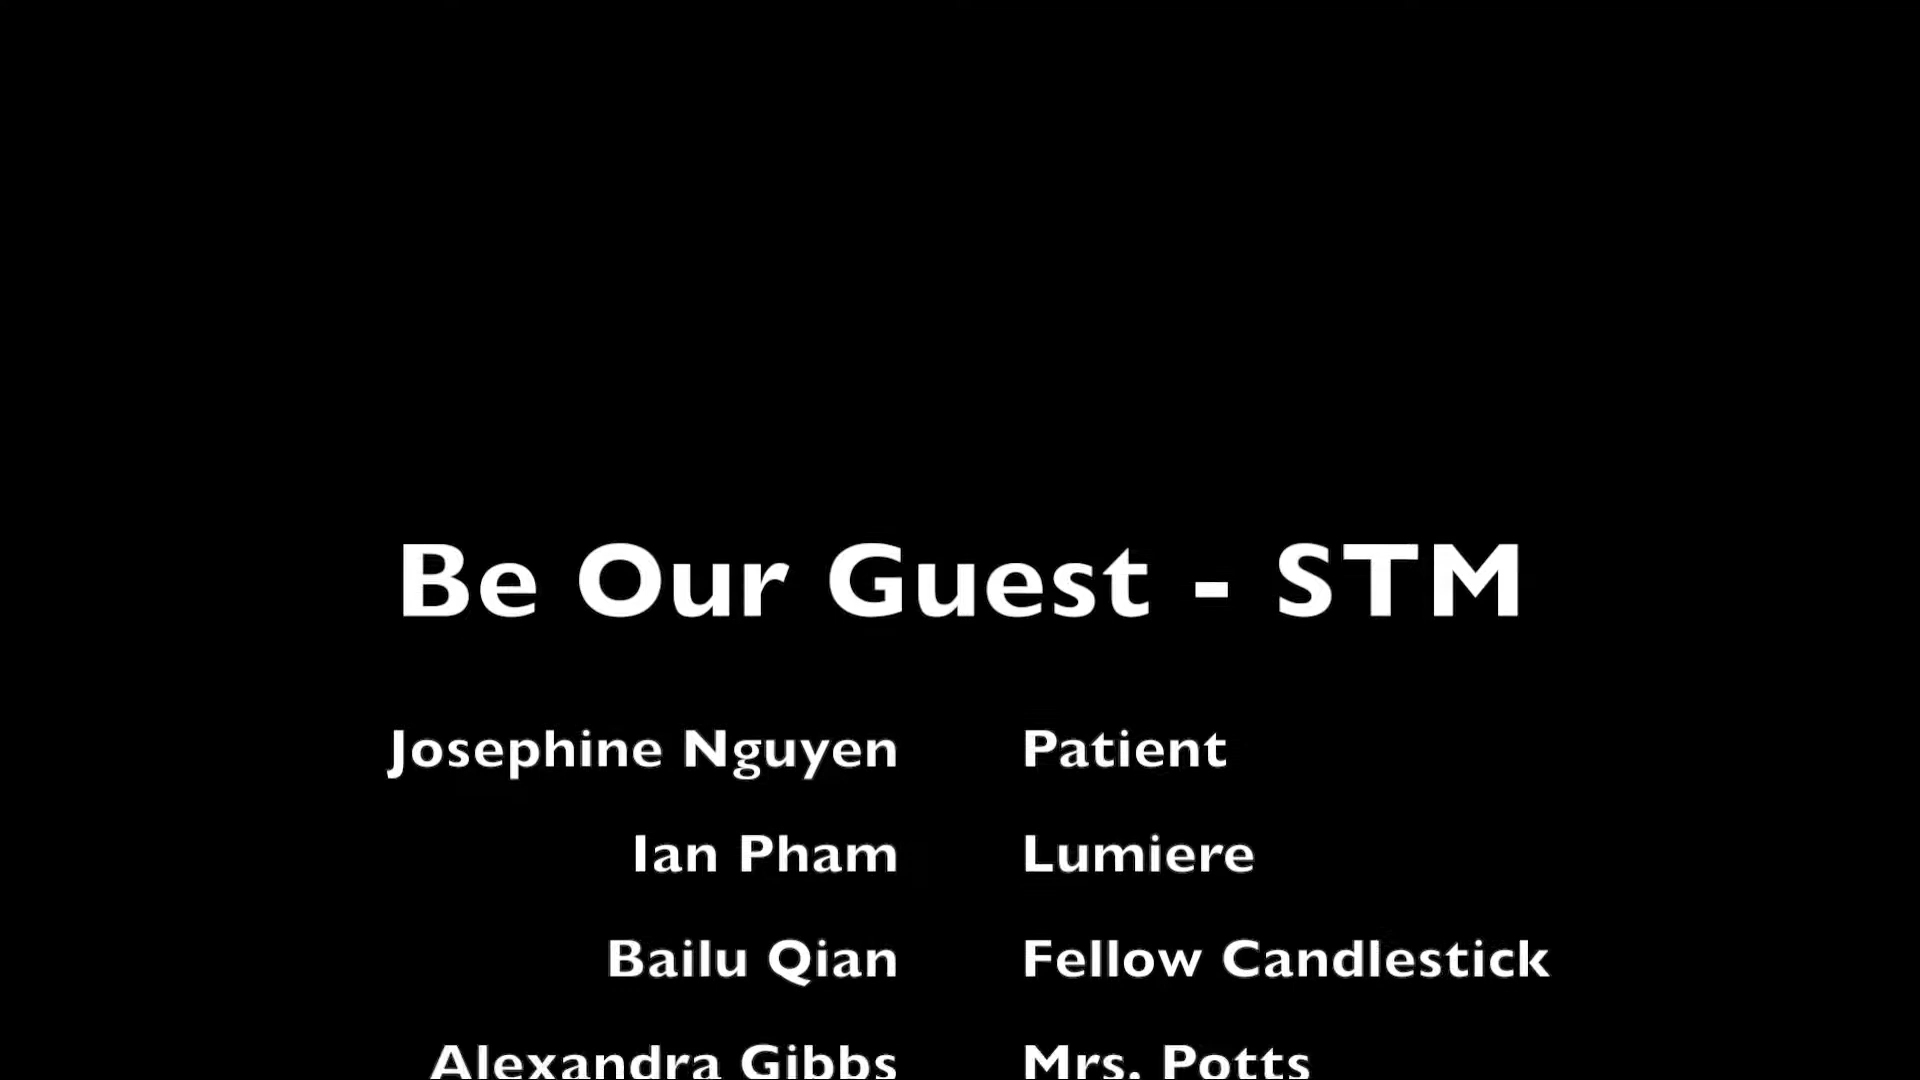 Be Our Guest - STM
Josephine Nguyen Patient
Ian Pham Lumiere
Bailu Qian Fellow Candlestick
Alexandra Gibbs Mrs. Potts